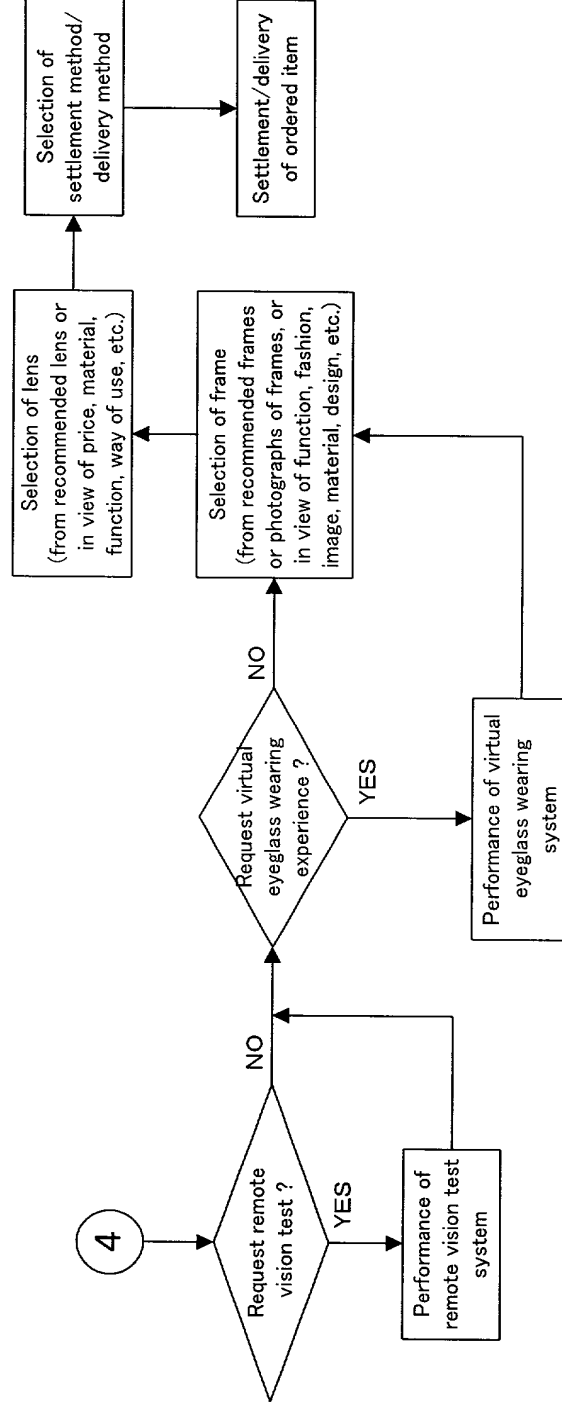 4
Request remote
vision test ?
NO
YES
Performance of
remote vision test
system
Request virtual
eyeglass wearing
experience ?
NO
YES
Performance of virtual
eyeglass wearing
system
Selection of frame
(from recommended frames
or photographs of frames, or
in view of function, fashion,
image, material, design, etc.)
Selection of lens
(from recommended lens or
in view of price, material,
function, way of use, etc.)
Selection of
settlement method/
delivery method
Settlement/delivery
of ordered item